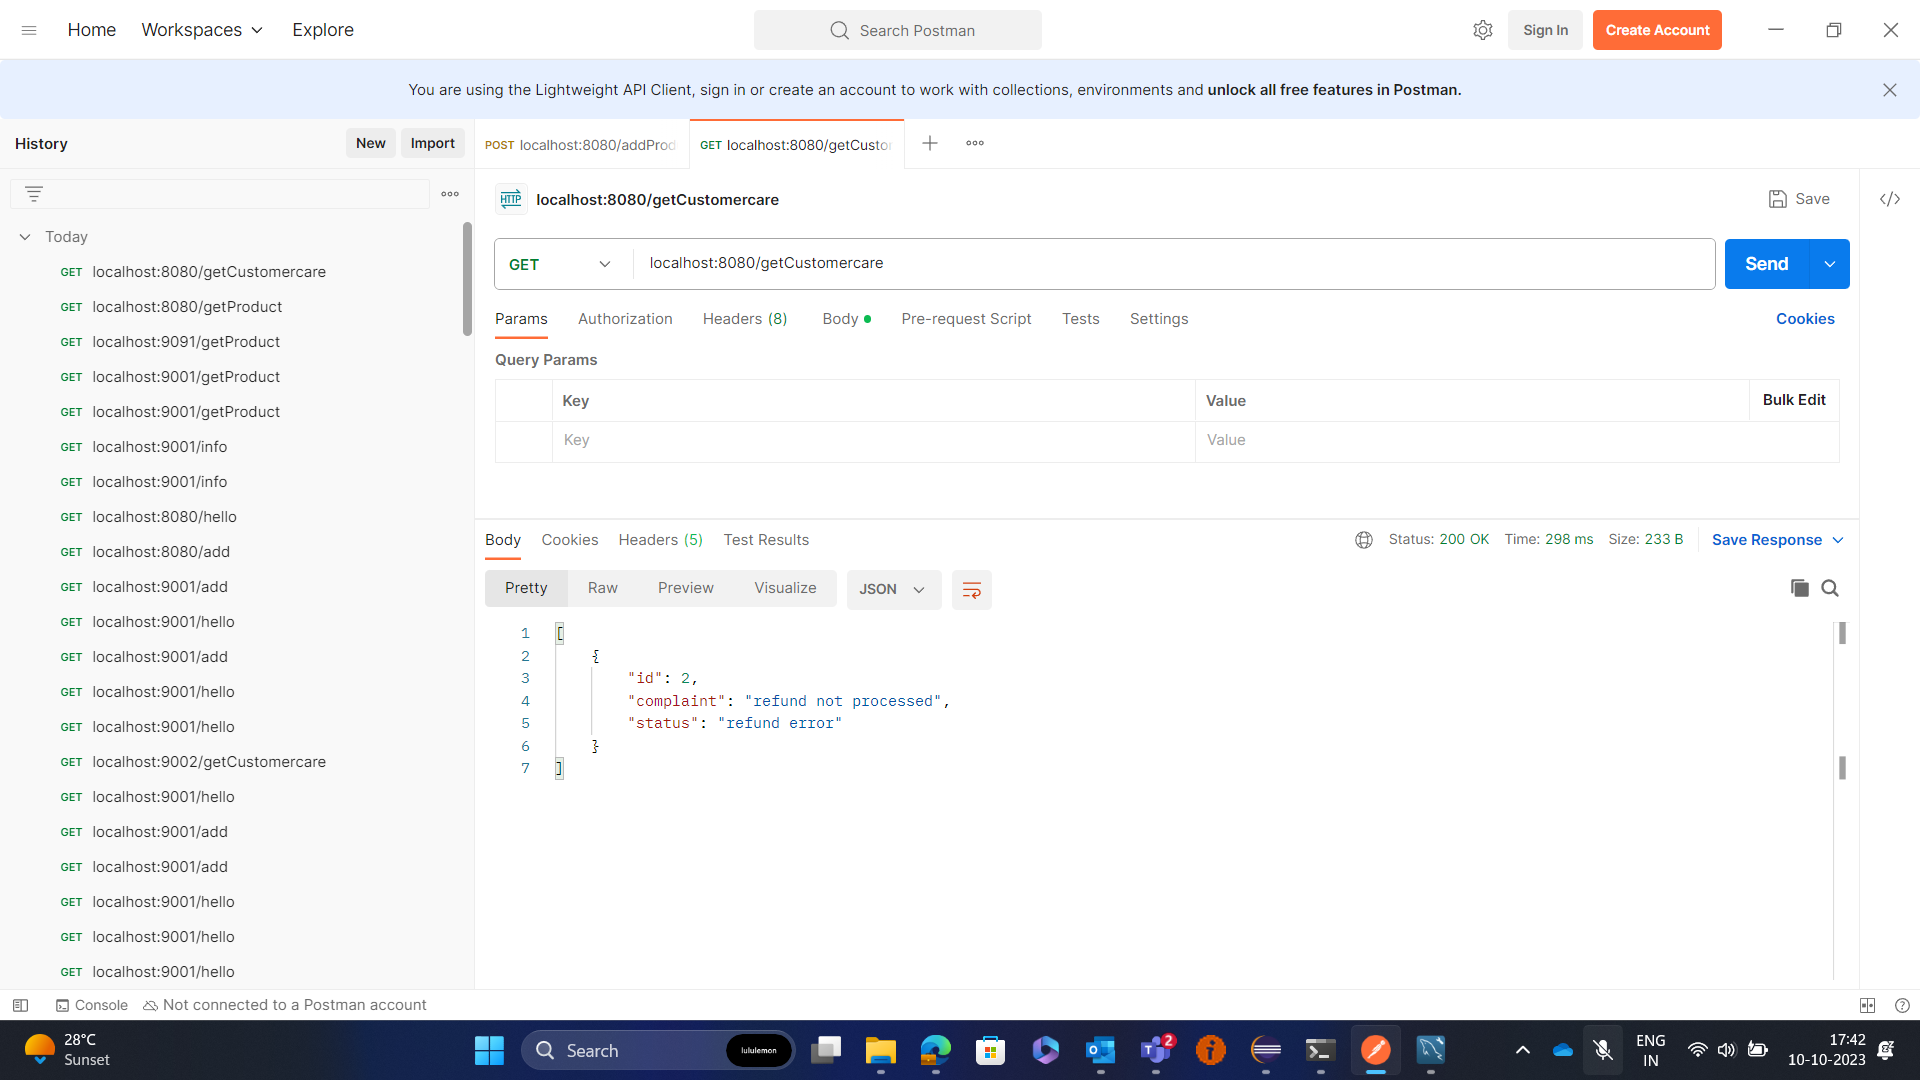 Home Workspaces Explore Search Postman Sign In Create Account
You are using the Lightweight API Client, sign in or create an account to work with collections, environments and unlock all free features in Postman.
History New Import
POST localhost:8080/addProd GET localhost:8080/getCusto
HTTP localhost:8080/getCustomercare Save
Today
GET localhost:8080/getCustomercare
GET localhost:8080/getProduct
GET localhost:9091/getProduct
GET localhost:9001/getProduct
GET localhost:9001/getProduct
GET localhost:9001/info
GET localhost:9001/info
GET localhost:8080/hello
GET localhost:8080/add
GET localhost:9001/add
GET localhost:9001/hello
GET localhost:9001/add
GET localhost:9001/hello
GET localhost:9001/hello
GET localhost:9002/getCustomercare
GET localhost:9001/hello
GET localhost:9001/add
GET localhost:9001/add
GET localhost:9001/hello
GET localhost:9001/hello
GET localhost:9001/hello
GET localhost:8080/getCustomercare Send
Params Authorization Headers (8) Body Pre-request Script Tests Settings Cookies
Query Params
Key Value Bulk Edit
Key Value
Body Cookies Headers (5) Test Results Status: 200 OK Time: 298 ms Size: 233 B Save Response
Pretty Raw Preview Visualize JSON
1 [
2 {
3 "id": 2,
4 "complaint": "refund not processed",
5 "status": "refund error"
6 }
7 ]
Console Not connected to a Postman account
28°C
Sunset
Search lululemon
2
ENG
IN
17:42
10-10-2023